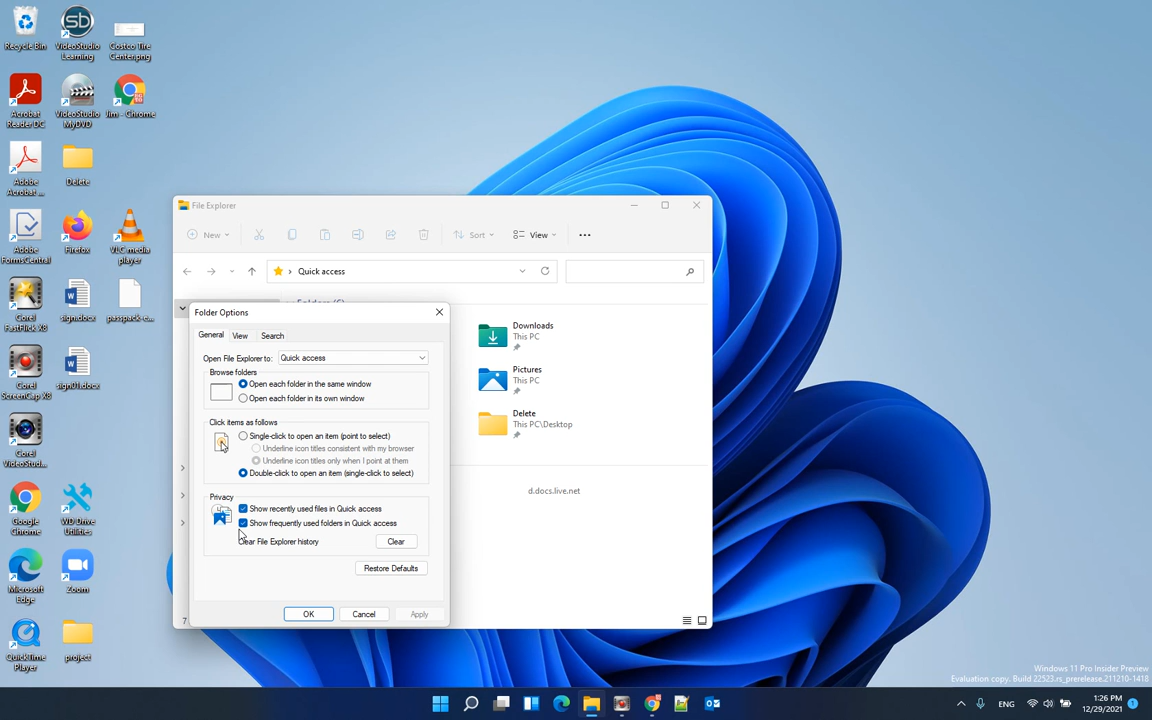 Recycle Bin
VideoStudio
Learning
Costco Tire
Center.png
Acrobat
Reader DC
VideoStudio
MyDVD
Jim - Chrome
Adobe
Acrobat ...
Delete
Adobe
FormsCentral
Firefox
VLC media
player
Corel
FastFlick X8
sign.docx
passpack-e...
Corel
ScreenCap X8
sign01.docx
Corel
VideoStud...
Google
Chrome
WD Drive
Utilities
Microsoft
Edge
Zoom
QuickTime
Player
project
File Explorer
New
Sort
View
Quick access
Folder Options
General
View
Search
Open File Explorer to:
Quick access
Browse folders
Open each folder in the same window
Open each folder in its own window
Click items as follows
Single-click to open an item (point to select)
Underline icon titles consistent with my browser
Underline icon titles only when I point at them
Double-click to open an item (single-click to select)
Privacy
Show recently used files in Quick access
Show frequently used folders in Quick access
Clear File Explorer history
Clear
Restore Defaults
OK
Cancel
Apply
7
Downloads
This PC
Pictures
This PC
Delete
This PC\Desktop
d.docs.live.net
Windows 11 Pro Insider Preview
Evaluation copy. Build 22523.rs_prerelease.211210-1418
ENG
1:26 PM
12/29/2021
1